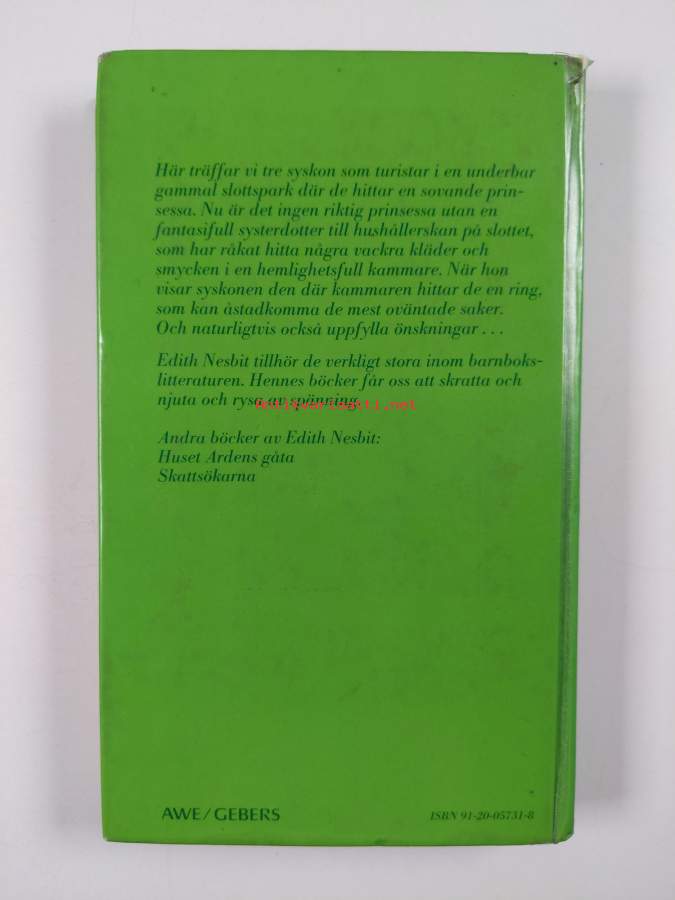 Här träffar vi tre syskon som turistar i en underbar
gammal slottspark där de hittar en sovande prin-
sessa. Nu är det ingen riktig prinsessa utan en
fantasifull systerdotter till hushållerskan på slottet,
som har råkat hitta några vackra kläder och
smycken i en hemlighetsfull kammare. När hon
visar syskonen den där kammaren hittar de en ring,
som kan åstadkomma de mest oväntade saker.
Och naturligtvis också uppfylla önskningar . . .
Edith Nesbit tillhör de verkligt stora inom barnboks-
litteraturen. Hennes böcker får oss att skratta och
njuta och rysa av spänning.
Antikvariaatti.net
Andra böcker av Edith Nesbit:
Huset Ardens gåta
Skattsökarna
AWE/GEBERS
ISBN 91-20-05731-8